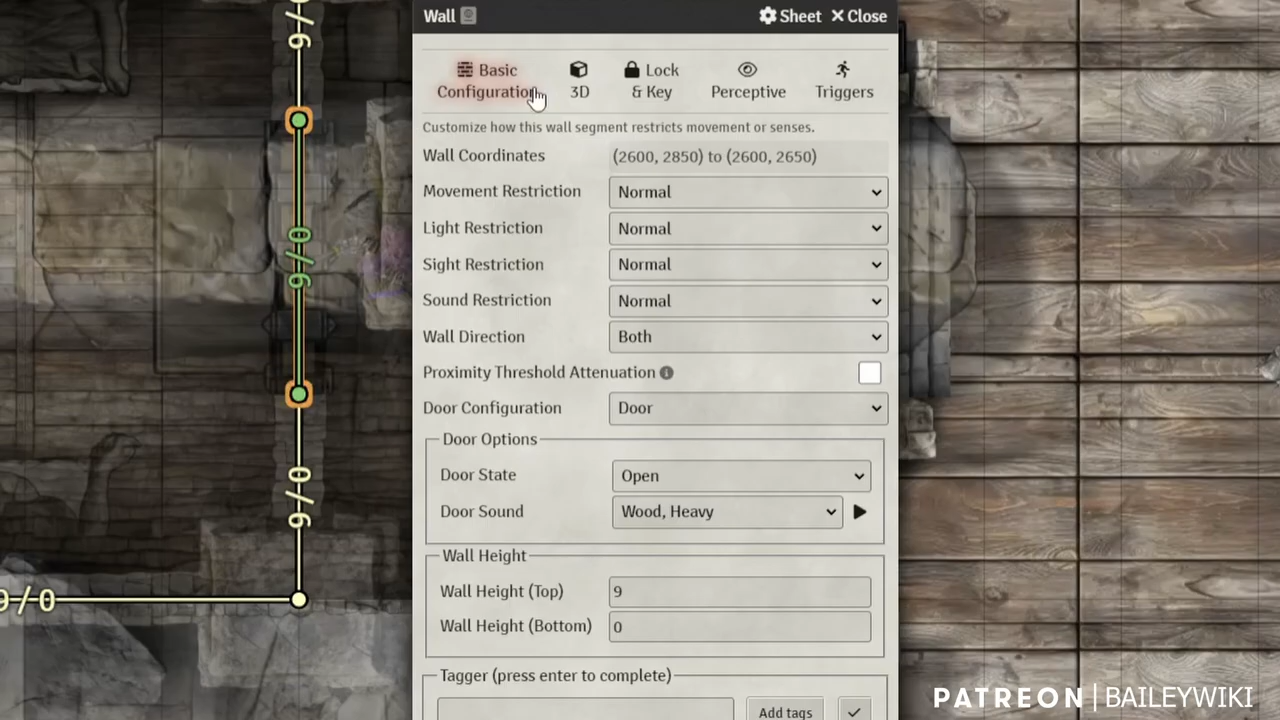 Wall
Sheet
Close
Basic Configuration
3D
Lock & Key
Perceptive
Triggers
Customize how this wall segment restricts movement or senses.
Wall Coordinates (2600, 2850) to (2600, 2650)
Movement Restriction Normal
Light Restriction Normal
Sight Restriction Normal
Sound Restriction Normal
Wall Direction Both
Proximity Threshold Attenuation
Door Configuration Door
Door Options
Door State Open
Door Sound Wood, Heavy
Wall Height
Wall Height (Top) 9
Wall Height (Bottom) 0
Tagger (press enter to complete)
Add tags
9/0
9/0
9/0
9/0
PATREON | BAILEYWIKI